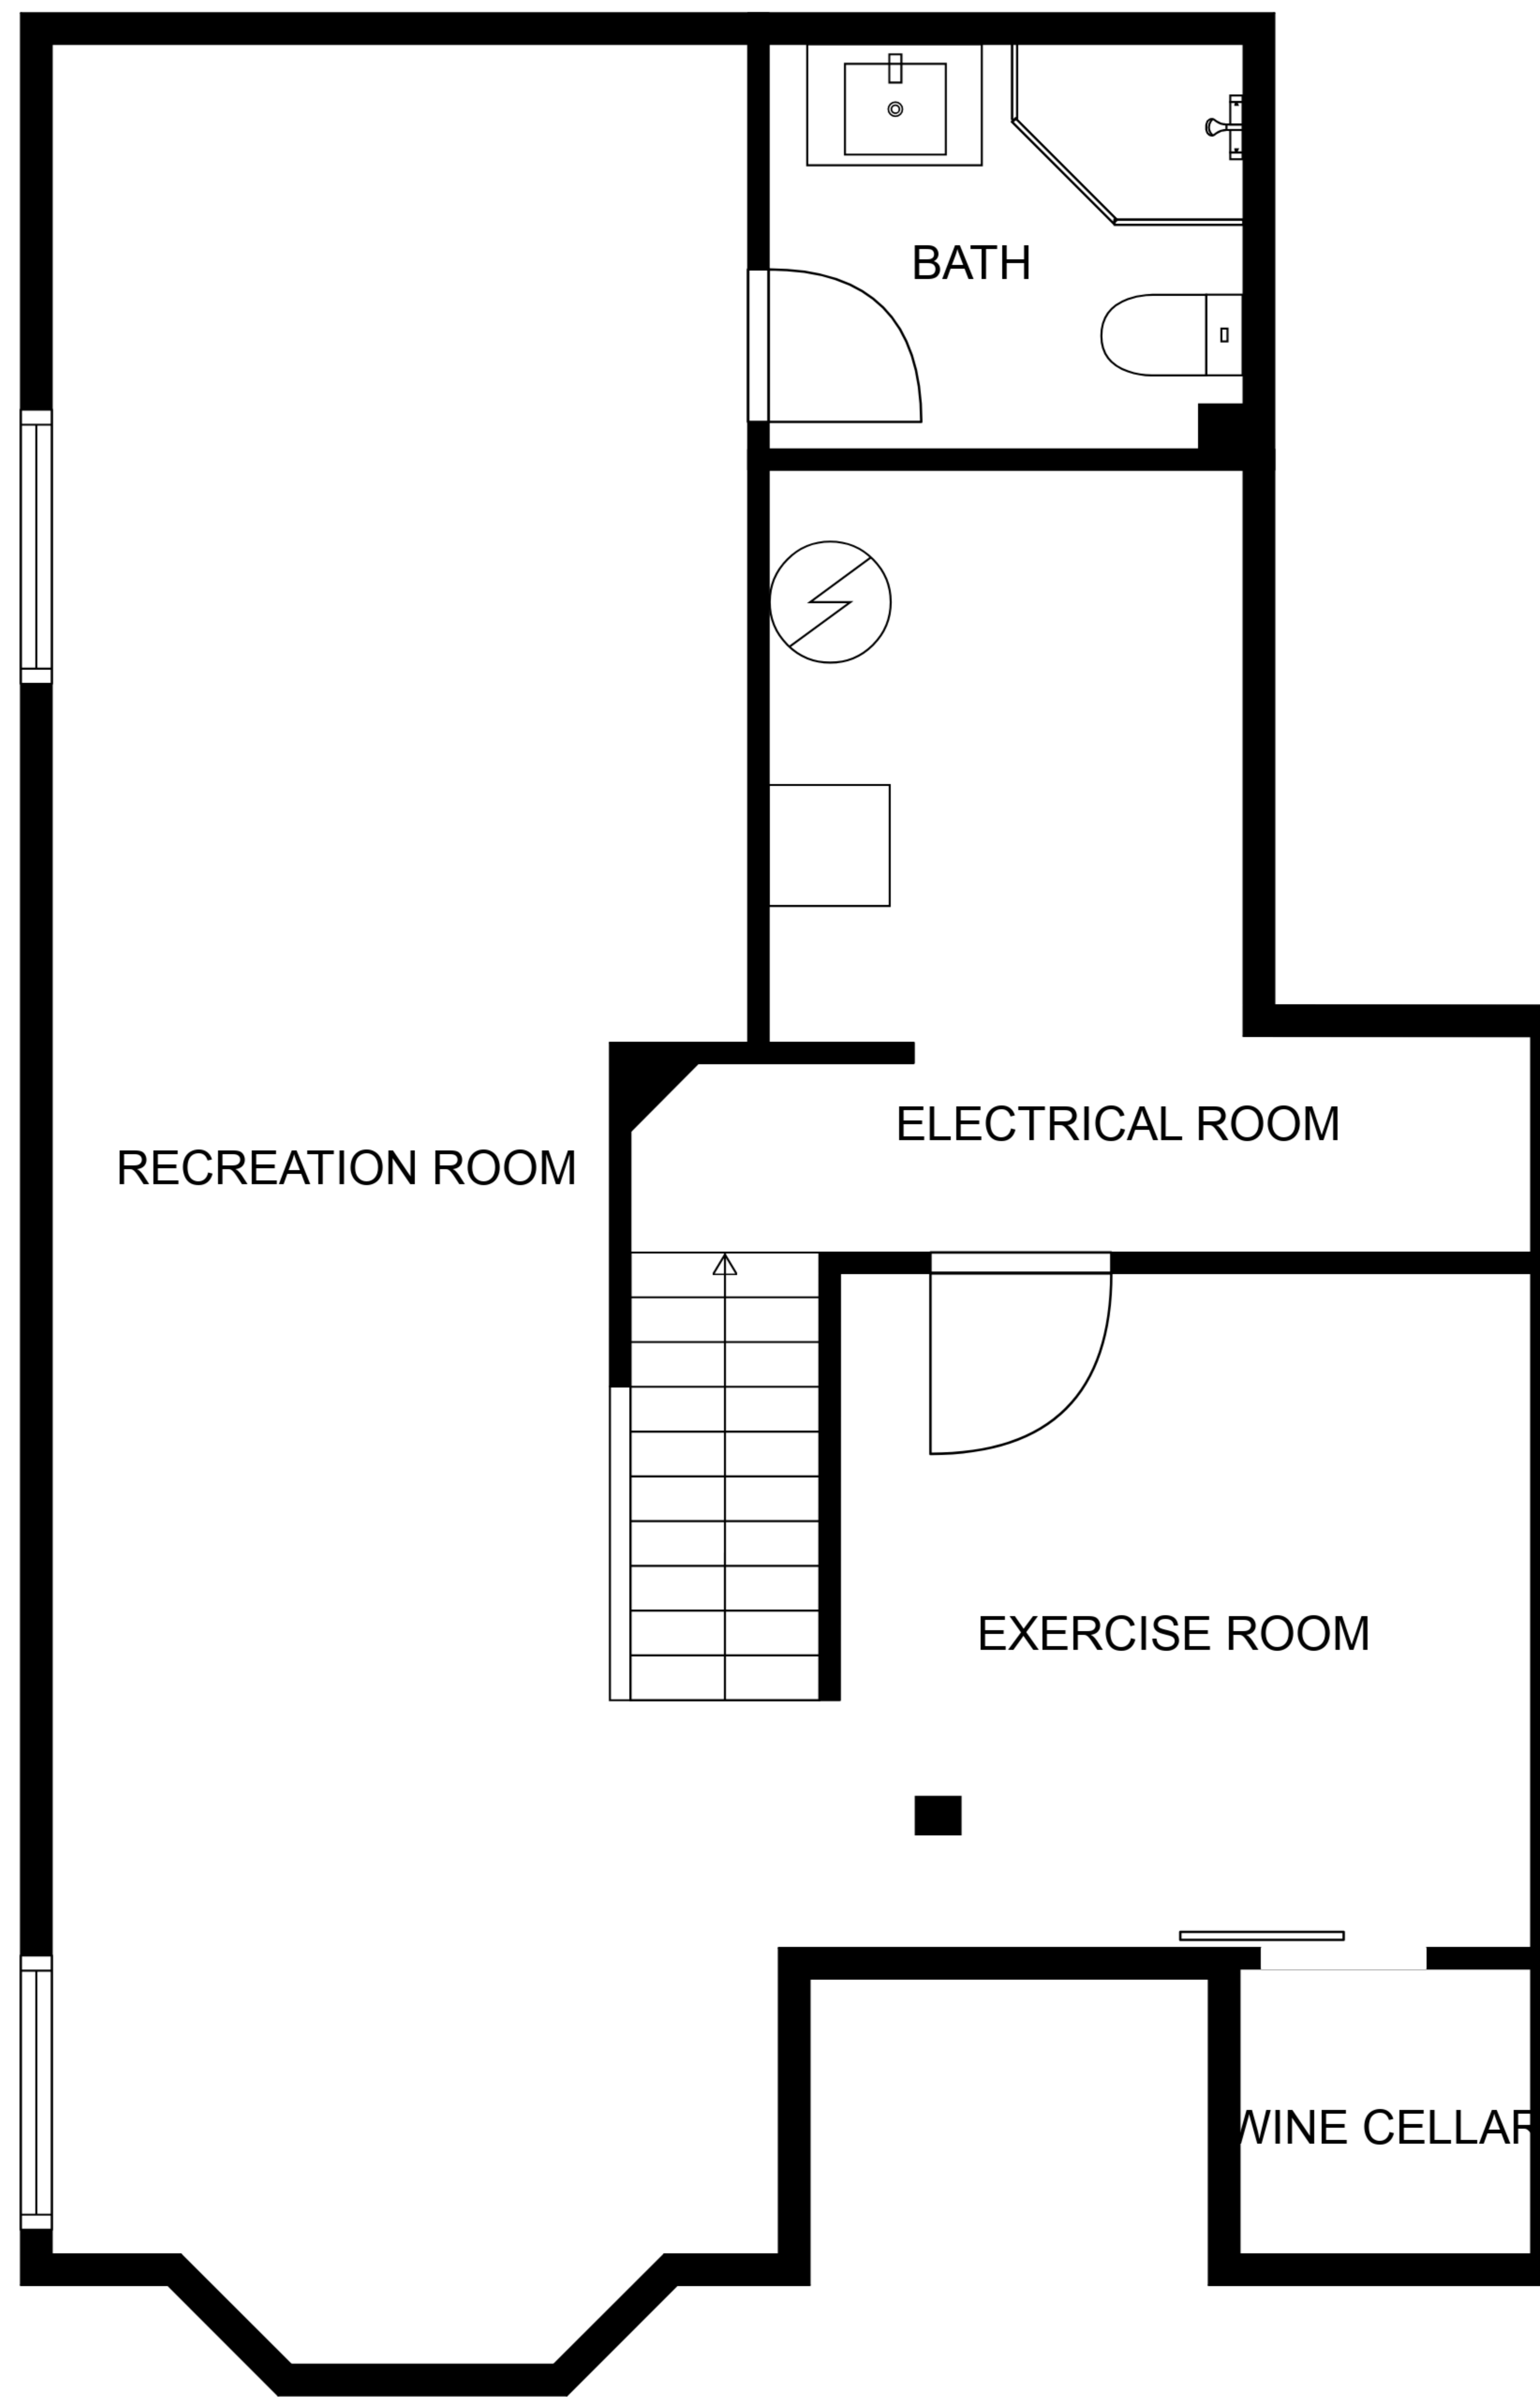 BATH
ELECTRICAL ROOM
RECREATION ROOM
EXERCISE ROOM
WINE CELLAR